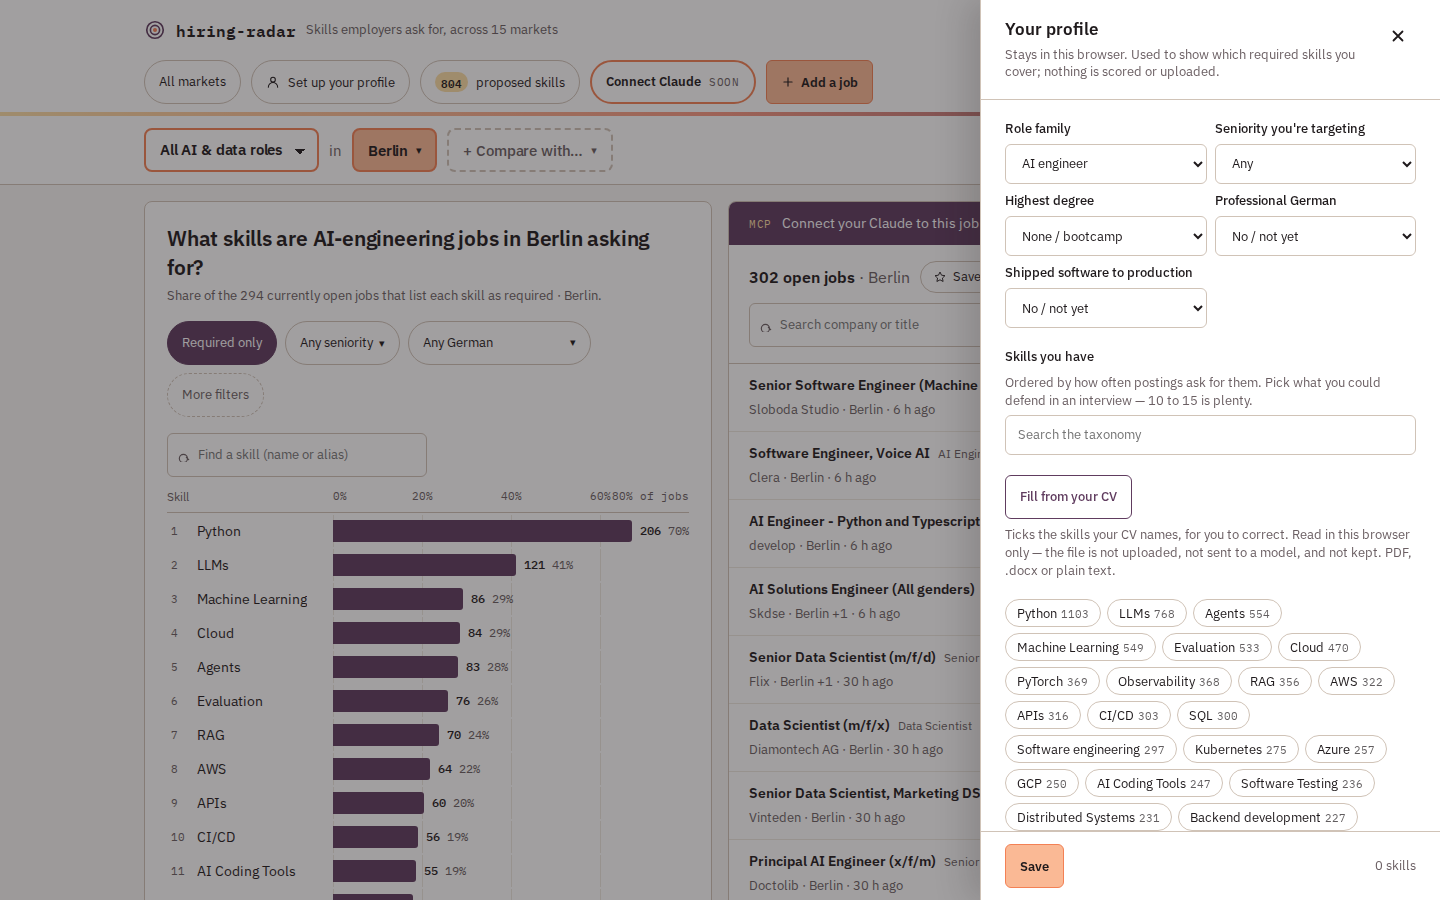 hiring-radar Skills employers ask for, across 15 markets
All markets
Set up your profile
804 proposed skills
Connect Claude SOON
+ Add a job
All AI & data roles
in
Berlin
+ Compare with...
What skills are AI-engineering jobs in Berlin asking
for?
Share of the 294 currently open jobs that list each skill as required · Berlin.
Required only
Any seniority
Any German
More filters
Find a skill (name or alias)
Skill 0% 20% 40% 60% 80% of jobs
1 Python 206 70%
2 LLMs 121 41%
3 Machine Learning 86 29%
4 Cloud 84 29%
5 Agents 83 28%
6 Evaluation 76 26%
7 RAG 70 24%
8 AWS 64 22%
9 APIs 60 20%
10 CI/CD 56 19%
11 AI Coding Tools 55 19%
MCP Connect your Claude to this job
302 open jobs · Berlin
Save
Search company or title
Senior Software Engineer (Machine
Sloboda Studio · Berlin · 6 h ago
Software Engineer, Voice AI AI Engi
Clera · Berlin · 6 h ago
AI Engineer - Python and Typescript
develop · Berlin · 6 h ago
AI Solutions Engineer (All genders)
Skdse · Berlin +1 · 6 h ago
Senior Data Scientist (m/f/d) Senior
Flix · Berlin +1 · 30 h ago
Data Scientist (m/f/x) Data Scientist
Diamontech AG · Berlin · 30 h ago
Senior Data Scientist, Marketing DS
Vinteden · Berlin · 30 h ago
Principal AI Engineer (x/f/m) Senior
Doctolib · Berlin · 30 h ago
Your profile
Stays in this browser. Used to show which required skills you
cover; nothing is scored or uploaded.
Role family
AI engineer
Seniority you're targeting
Any
Highest degree
None / bootcamp
Professional German
No / not yet
Shipped software to production
No / not yet
Skills you have
Ordered by how often postings ask for them. Pick what you could
defend in an interview — 10 to 15 is plenty.
Search the taxonomy
Fill from your CV
Ticks the skills your CV names, for you to correct. Read in this browser
only — the file is not uploaded, not sent to a model, and not kept. PDF,
.docx or plain text.
Python 1103 LLMs 768 Agents 554
Machine Learning 549 Evaluation 533 Cloud 470
PyTorch 369 Observability 368 RAG 356 AWS 322
APIs 316 CI/CD 303 SQL 300
Software engineering 297 Kubernetes 275 Azure 257
GCP 250 AI Coding Tools 247 Software Testing 236
Distributed Systems 231 Backend development 227
Save
0 skills